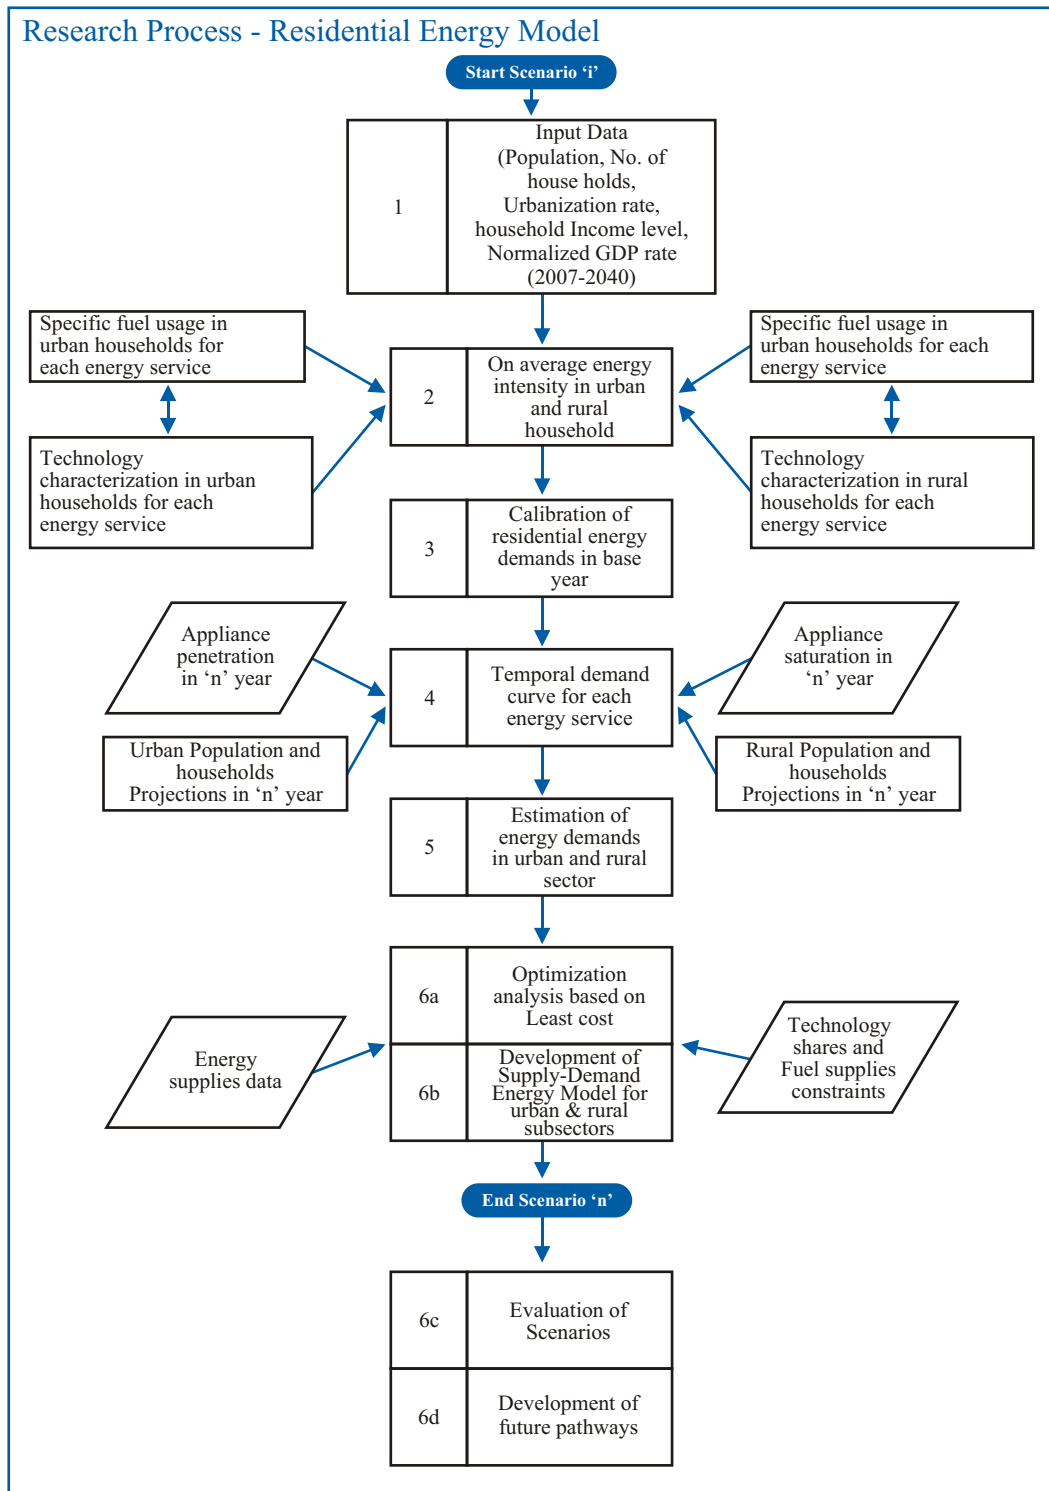 Research Process - Residential Energy Model
Start Scenario ‘i’
1
Input Data
(Population, No. of
house holds,
Urbanization rate,
household Income level,
Normalized GDP rate
(2007-2040)
Specific fuel usage in
urban households for
each energy service
Technology
characterization in urban
households for each
energy service
2
On average energy
intensity in urban
and rural
household
Specific fuel usage in
urban households for each
energy service
Technology
characterization in rural
households for each
energy service
3
Calibration of
residential energy
demands in base
year
Appliance
penetration
in ‘n’ year
Urban Population and
households
Projections in ‘n’ year
4
Temporal demand
curve for each
energy service
Appliance
saturation in
‘n’ year
Rural Population and
households
Projections in ‘n’ year
5
Estimation of
energy demands
in urban and rural
sector
6a
Optimization
analysis based on
Least cost
Energy
supplies data
6b
Development of
Supply-Demand
Energy Model for
urban & rural
subsectors
Technology
shares and
Fuel supplies
constraints
End Scenario ‘n’
6c
Evaluation of
Scenarios
6d
Development of
future pathways